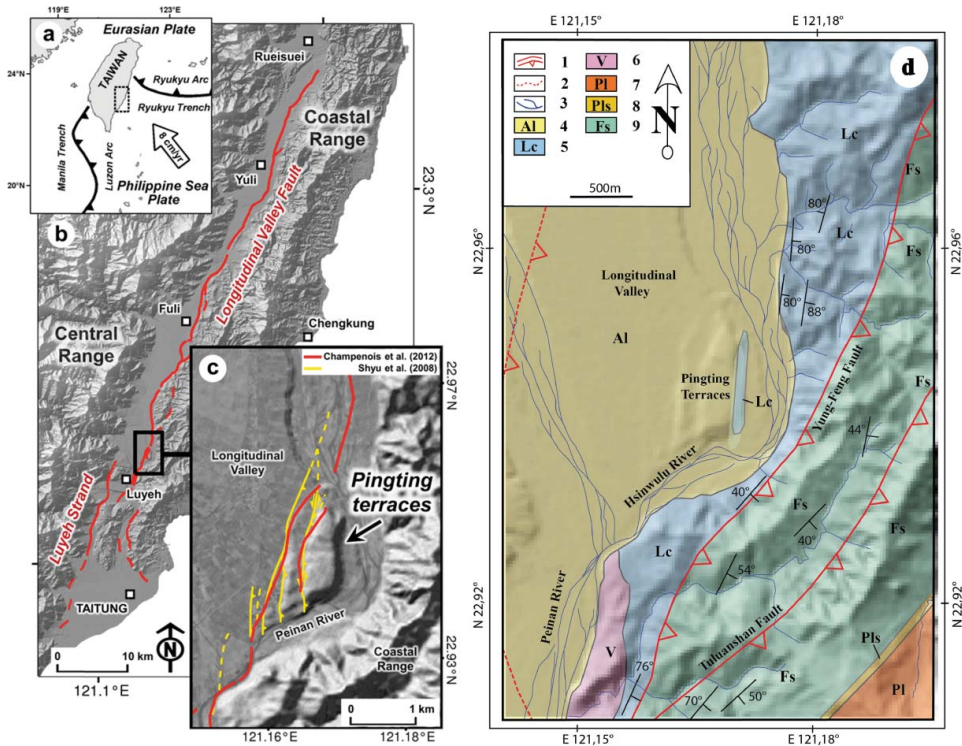 a
119°E
123°E
Eurasian Plate
24°N
TAIWAN
Ryukyu Arc
Ryukyu Trench
Manila Trench
Luzon Arc
8 cm/yr
20°N
Philippine Sea
Plate
b
Rueisuei
Coastal
Range
Yuli
23.3°N
Longitudinal Valley Fault
Fuli
Chengkung
Central
Range
Luyeh
Luyeh Strand
TAITUNG
N
0
10 km
121.1°E
c
Champenois et al. (2012)
Shyu et al. (2008)
22.97°N
Longitudinal
Valley
Pingting
terraces
Peinan River
Coastal
Range
22.93°N
0
1 km
121.16°E
121.18°E
d
E 121,15°
E 121,18°
1
2
3
Al
4
Lc
5
V
6
Pl
7
Pls
8
Fs
9
N
500m
Lc
Fs
N 22,96°
N 22,96°
80°
Lc
80°
Fs
Longitudinal
Valley
80°
88°
Al
Pingting
Terraces
Lc
Yung-Feng Fault
Fs
44°
Hsinwulu River
40°
Fs
40°
Fs
Lc
54°
N 22,92°
N 22,92°
Peinan River
Tuluanshan Fault
Pls
V
76°
Fs
Pl
70°
50°
E 121,15°
E 121,18°